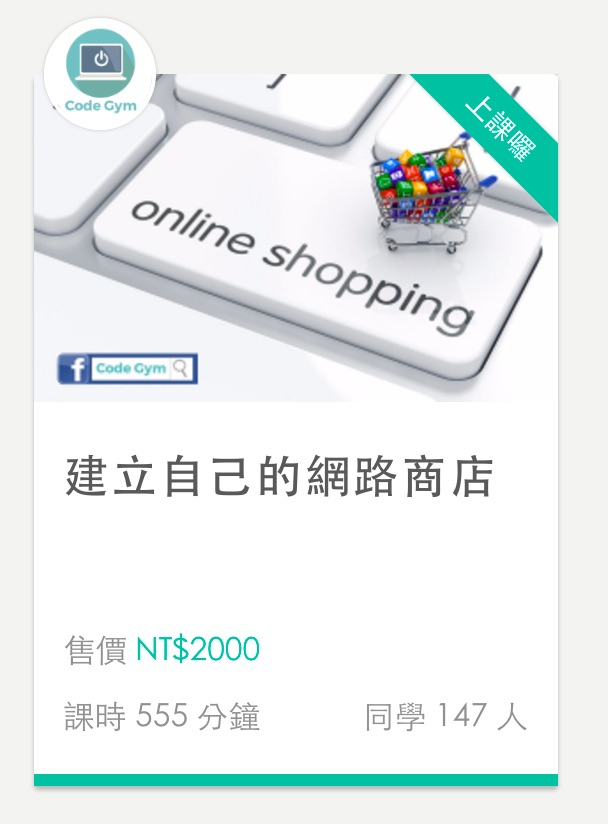 Code Gym
上課囉
online shopping
Code Gym
建立自己的網路商店
售價 NT$2000
課時 555 分鐘
同學 147 人